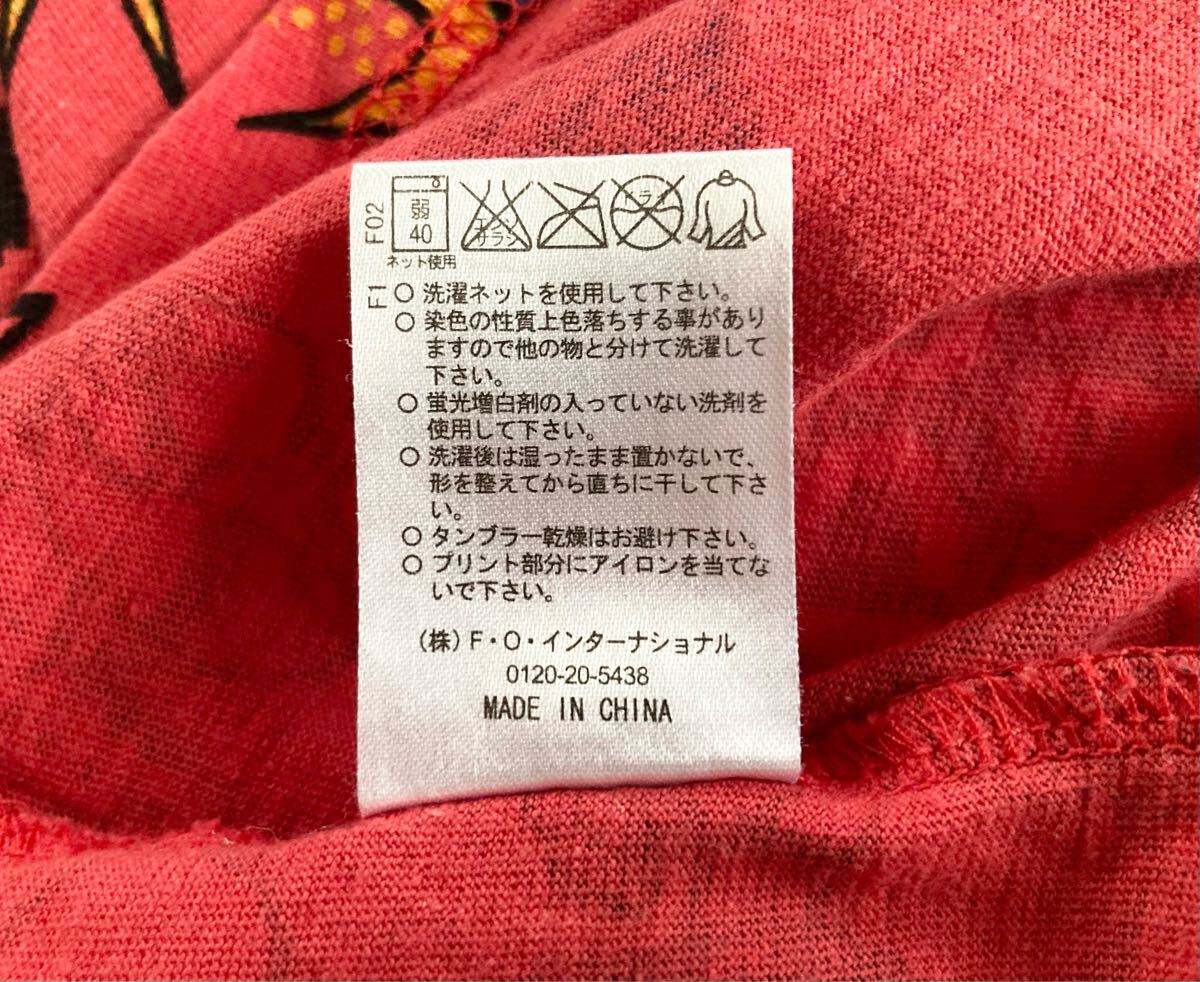 弱
40
ネット使用
エンソ
サラシ
ドライ
F02
F1
○ 洗濯ネットを使用して下さい。
○ 染色の性質上色落ちする事があり
ますので他の物と分けて洗濯して
下さい。
○ 蛍光増白剤の入っていない洗剤を
使用して下さい。
○ 洗濯後は湿ったまま置かないで、
形を整えてから直ちに干して下さ
い。
○ タンブラー乾燥はお避け下さい。
○ プリント部分にアイロンを当てな
いで下さい。
(株)F・O・インターナショナル
0120-20-5438
MADE IN CHINA